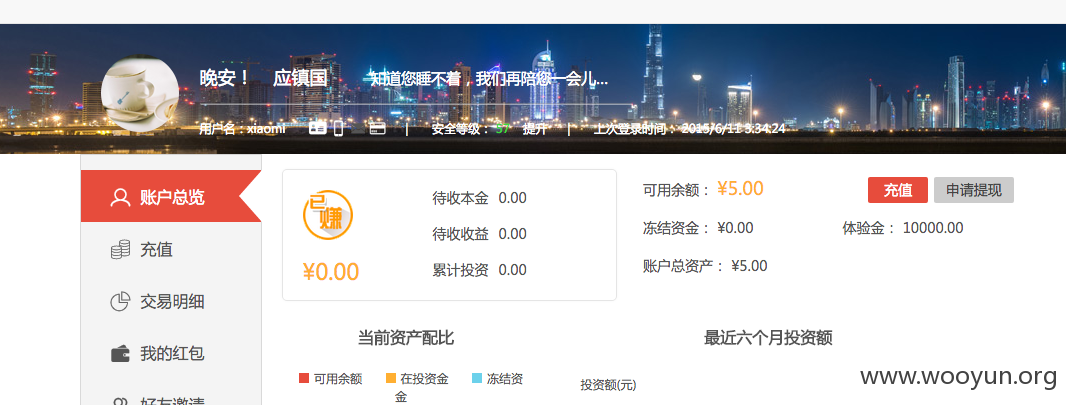 晚安！ 应镇国 知道您睡不着，我们再陪您一会儿...
用户名：xiaomi 安全等级：57 提升 上次登录时间：2015/6/11 3:34:24
账户总览
充值
交易明细
我的红包
好友邀请
已赚
¥0.00
待收本金 0.00
待收收益 0.00
累计投资 0.00
可用余额： ¥5.00 充值 申请提现
冻结资金： ¥0.00 体验金： 10000.00
账户总资产： ¥5.00
当前资产配比
可用余额 在投资金 冻结资金
最近六个月投资额
投资额(元)
www.wooyun.org